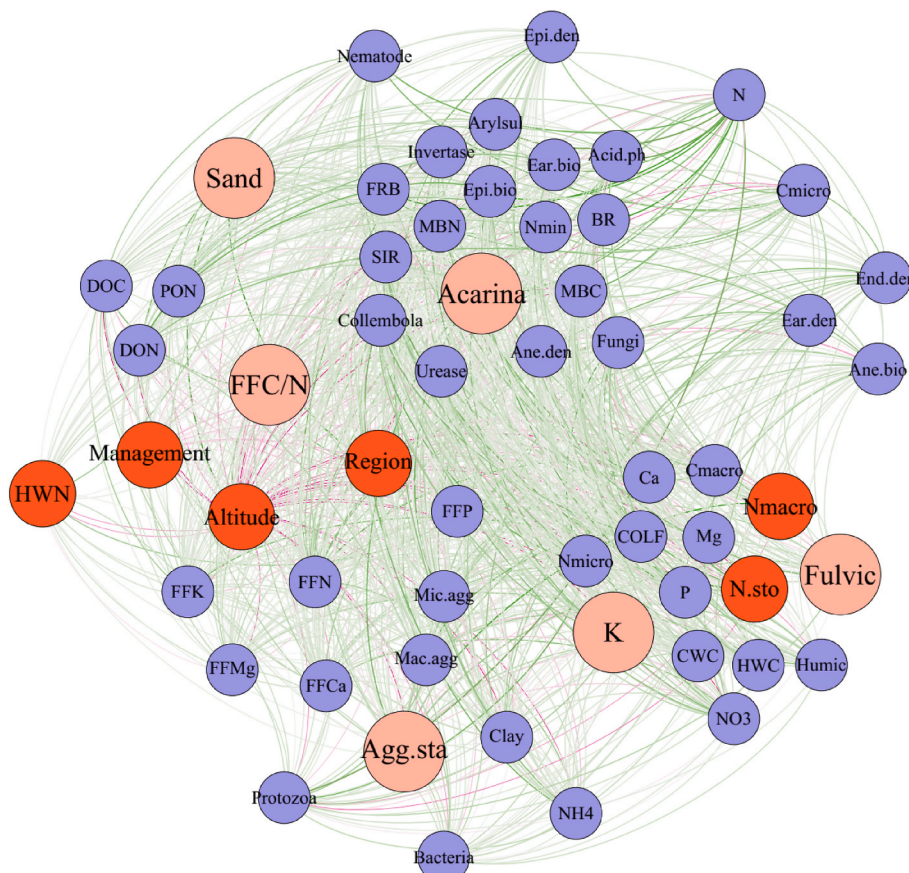 Epi.den
Nematode
N
Arylsul
Invertase
Ear.bio
Acid.ph
Sand
FRB
Epi.bio
Cmicro
MBN
Nmin
BR
SIR
DOC
PON
Acarina
MBC
End.den
Collembola
Ear.den
DON
Fungi
Ane.den
Urease
Ane.bio
FFC/N
Management
Region
Cmacro
Ca
HWN
Altitude
FFP
Nmacro
COLF
Mg
Nmicro
FFN
Fulvic
FFK
Mic.agg
P
N.sto
K
Mac.agg
CWC
HWC
Humic
FFMg
FFCa
NO3
Clay
Agg.sta
Protozoa
NH4
Bacteria